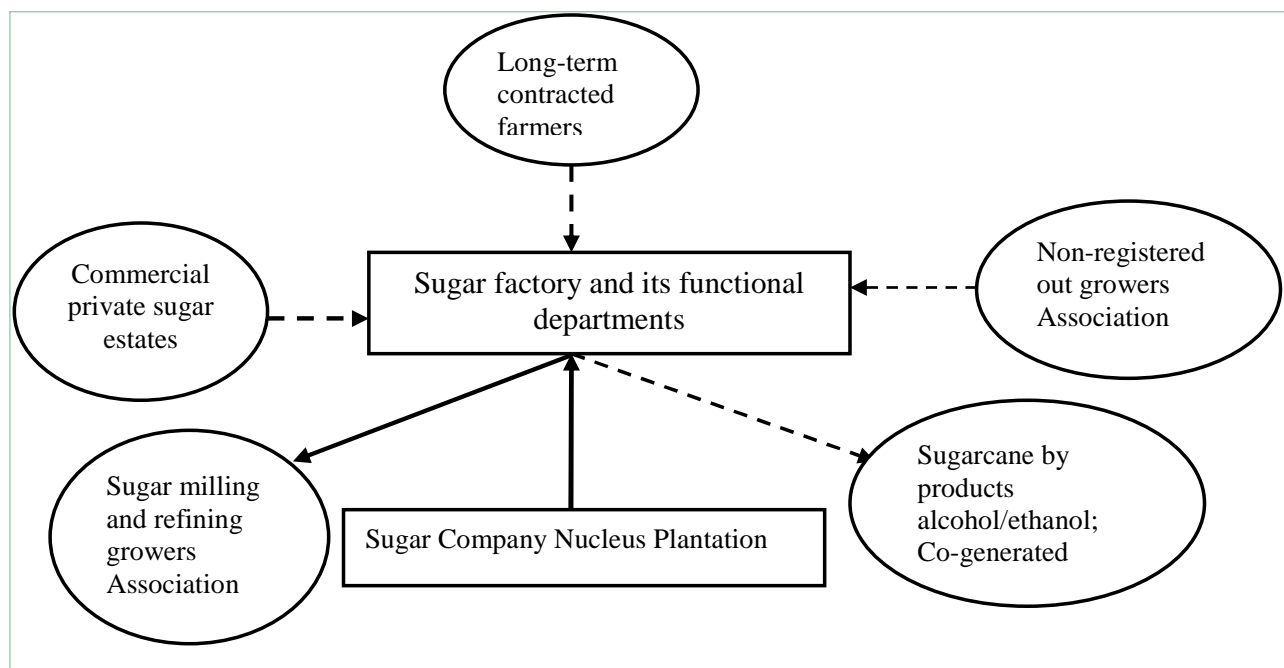 Long-term
contracted
farmers
Commercial
private sugar
estates
Sugar factory and its functional
departments
Non-registered
out growers
Association
Sugar milling
and refining
growers
Association
Sugar Company Nucleus Plantation
Sugarcane by
products
alcohol/ethanol;
Co-generated